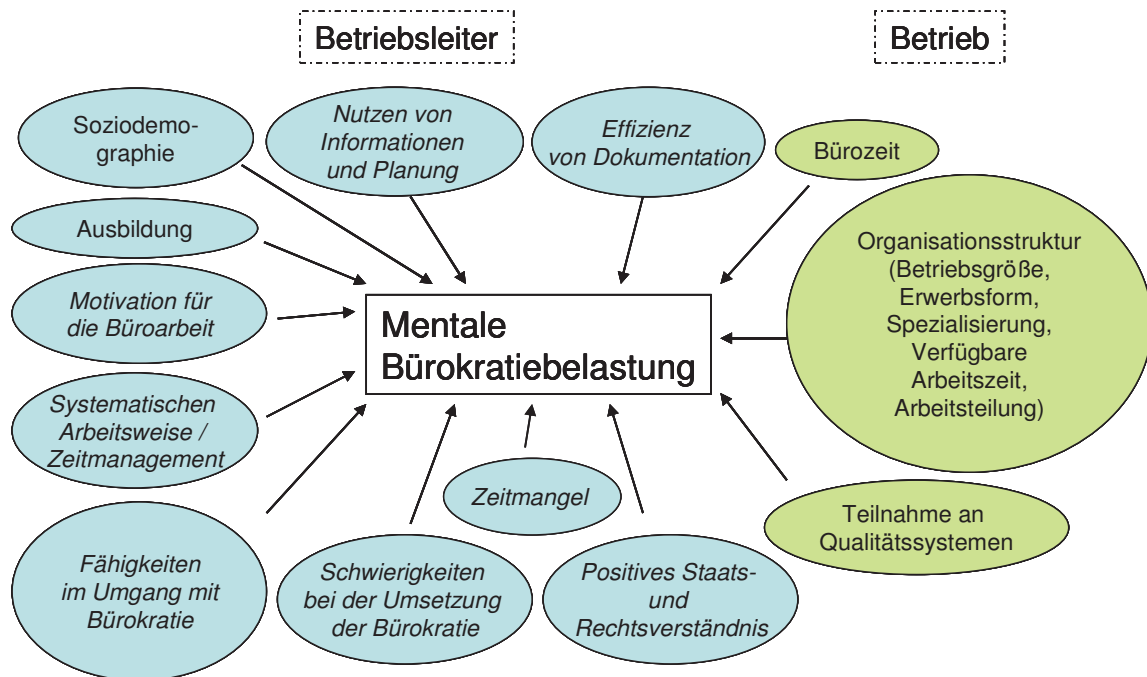 Betriebsleiter
Betrieb
Soziodemo-
graphie
Nutzen von
Informationen
und Planung
Effizienz
von Dokumentation
Bürozeit
Ausbildung
Organisationsstruktur
(Betriebsgröße,
Erwerbsform,
Spezialisierung,
Verfügbare
Arbeitszeit,
Arbeitsteilung)
Motivation für
die Büroarbeit
Mentale
Bürokratiebelastung
Systematischen
Arbeitsweise /
Zeitmanagement
Zeitmangel
Teilnahme an
Qualitätssystemen
Fähigkeiten
im Umgang mit
Bürokratie
Schwierigkeiten
bei der Umsetzung
der Bürokratie
Positives Staats-
und
Rechtsverständnis